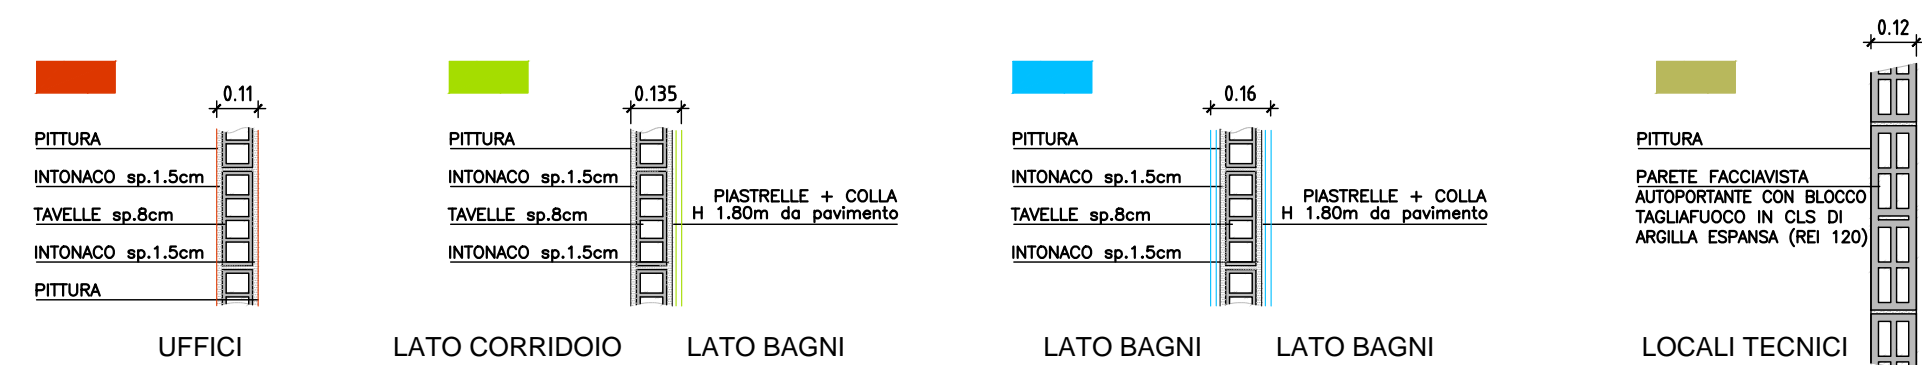 0.11
PITTURA
INTONACO sp.1.5cm
TAVELLE sp.8cm
INTONACO sp.1.5cm
PITTURA
UFFICI
0.135
PITTURA
INTONACO sp.1.5cm
TAVELLE sp.8cm
INTONACO sp.1.5cm
PIASTRELLE + COLLA
H 1.80m da pavimento
LATO CORRIDOIO
LATO BAGNI
0.16
PITTURA
INTONACO sp.1.5cm
TAVELLE sp.8cm
INTONACO sp.1.5cm
PIASTRELLE + COLLA
H 1.80m da pavimento
LATO BAGNI
LATO BAGNI
0.12
PITTURA
PARETE FACCIAVISTA
AUTOPORTANTE CON BLOCCO
TAGLIAFUOCO IN CLS DI
ARGILLA ESPANSA (REI 120)
LOCALI TECNICI